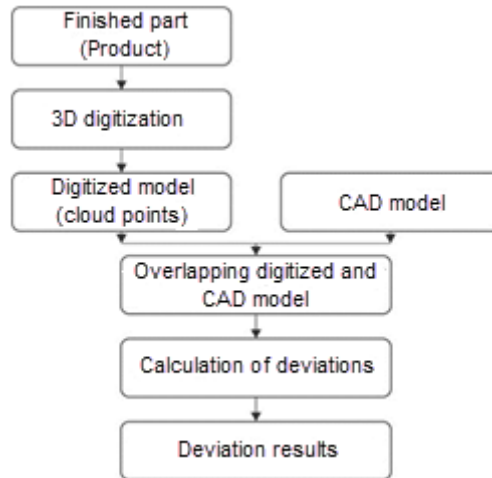 Finished part
(Product)
3D digitization
Digitized model
(cloud points)
CAD model
Overlapping digitized and
CAD model
Calculation of deviations
Deviation results